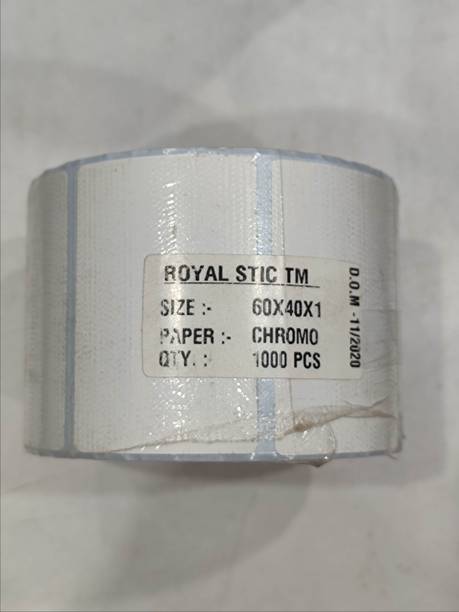 ROYAL STIC TM
SIZE :- 60X40X1
PAPER :- CHROMO
QTY. : 1000 PCS
D.O.M -11/2020